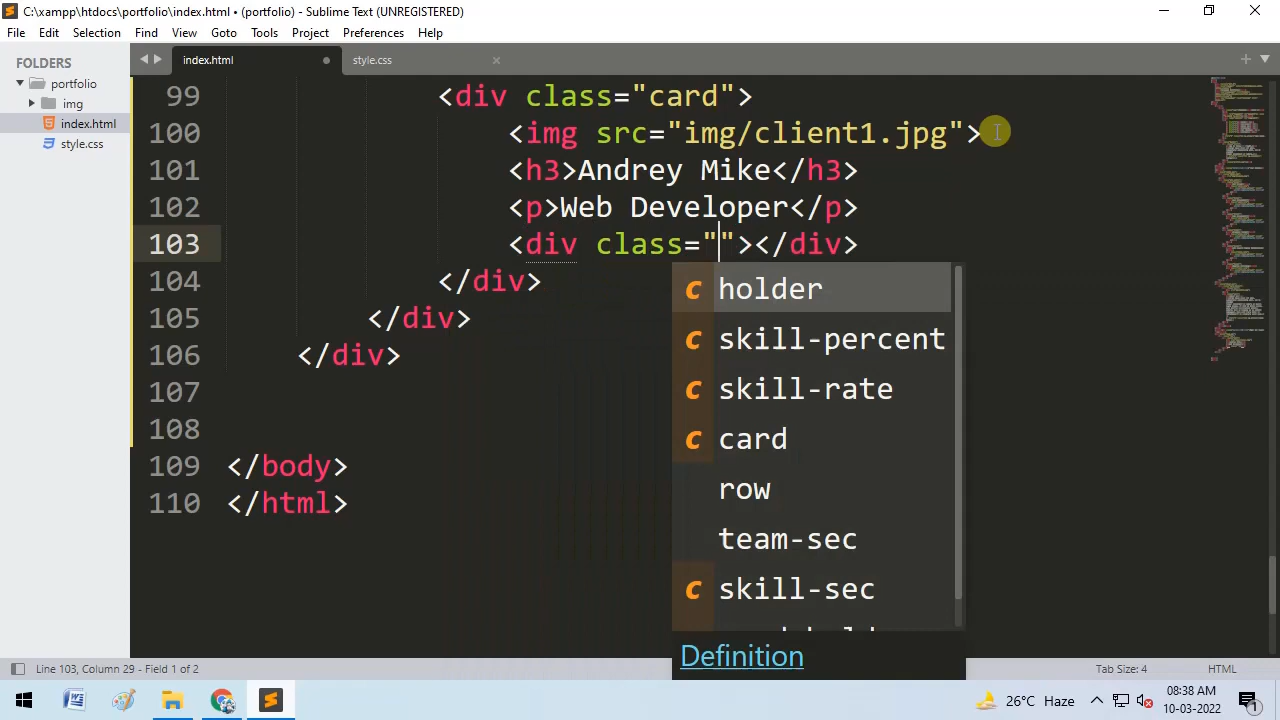 C:\xampp\htdocs\portfolio\index.html • (portfolio) - Sublime Text (UNREGISTERED)
File Edit Selection Find View Goto Tools Project Preferences Help
FOLDERS
portfolio
img
index.html
style.css
index.html
style.css
99 <div class="card">
100 <img src="img/client1.jpg">
101 <h3>Andrey Mike</h3>
102 <p>Web Developer</p>
103 <div class=""></div>
104 </div>
105 </div>
106 </div>
107
108
109 </body>
110 </html>
c holder
c skill-percent
c skill-rate
c card
row
team-sec
c skill-sec
Definition
Line 103, Column 29 - Field 1 of 2
Tab Size: 4
HTML
26°C Haze
08:38 AM
10-03-2022
1